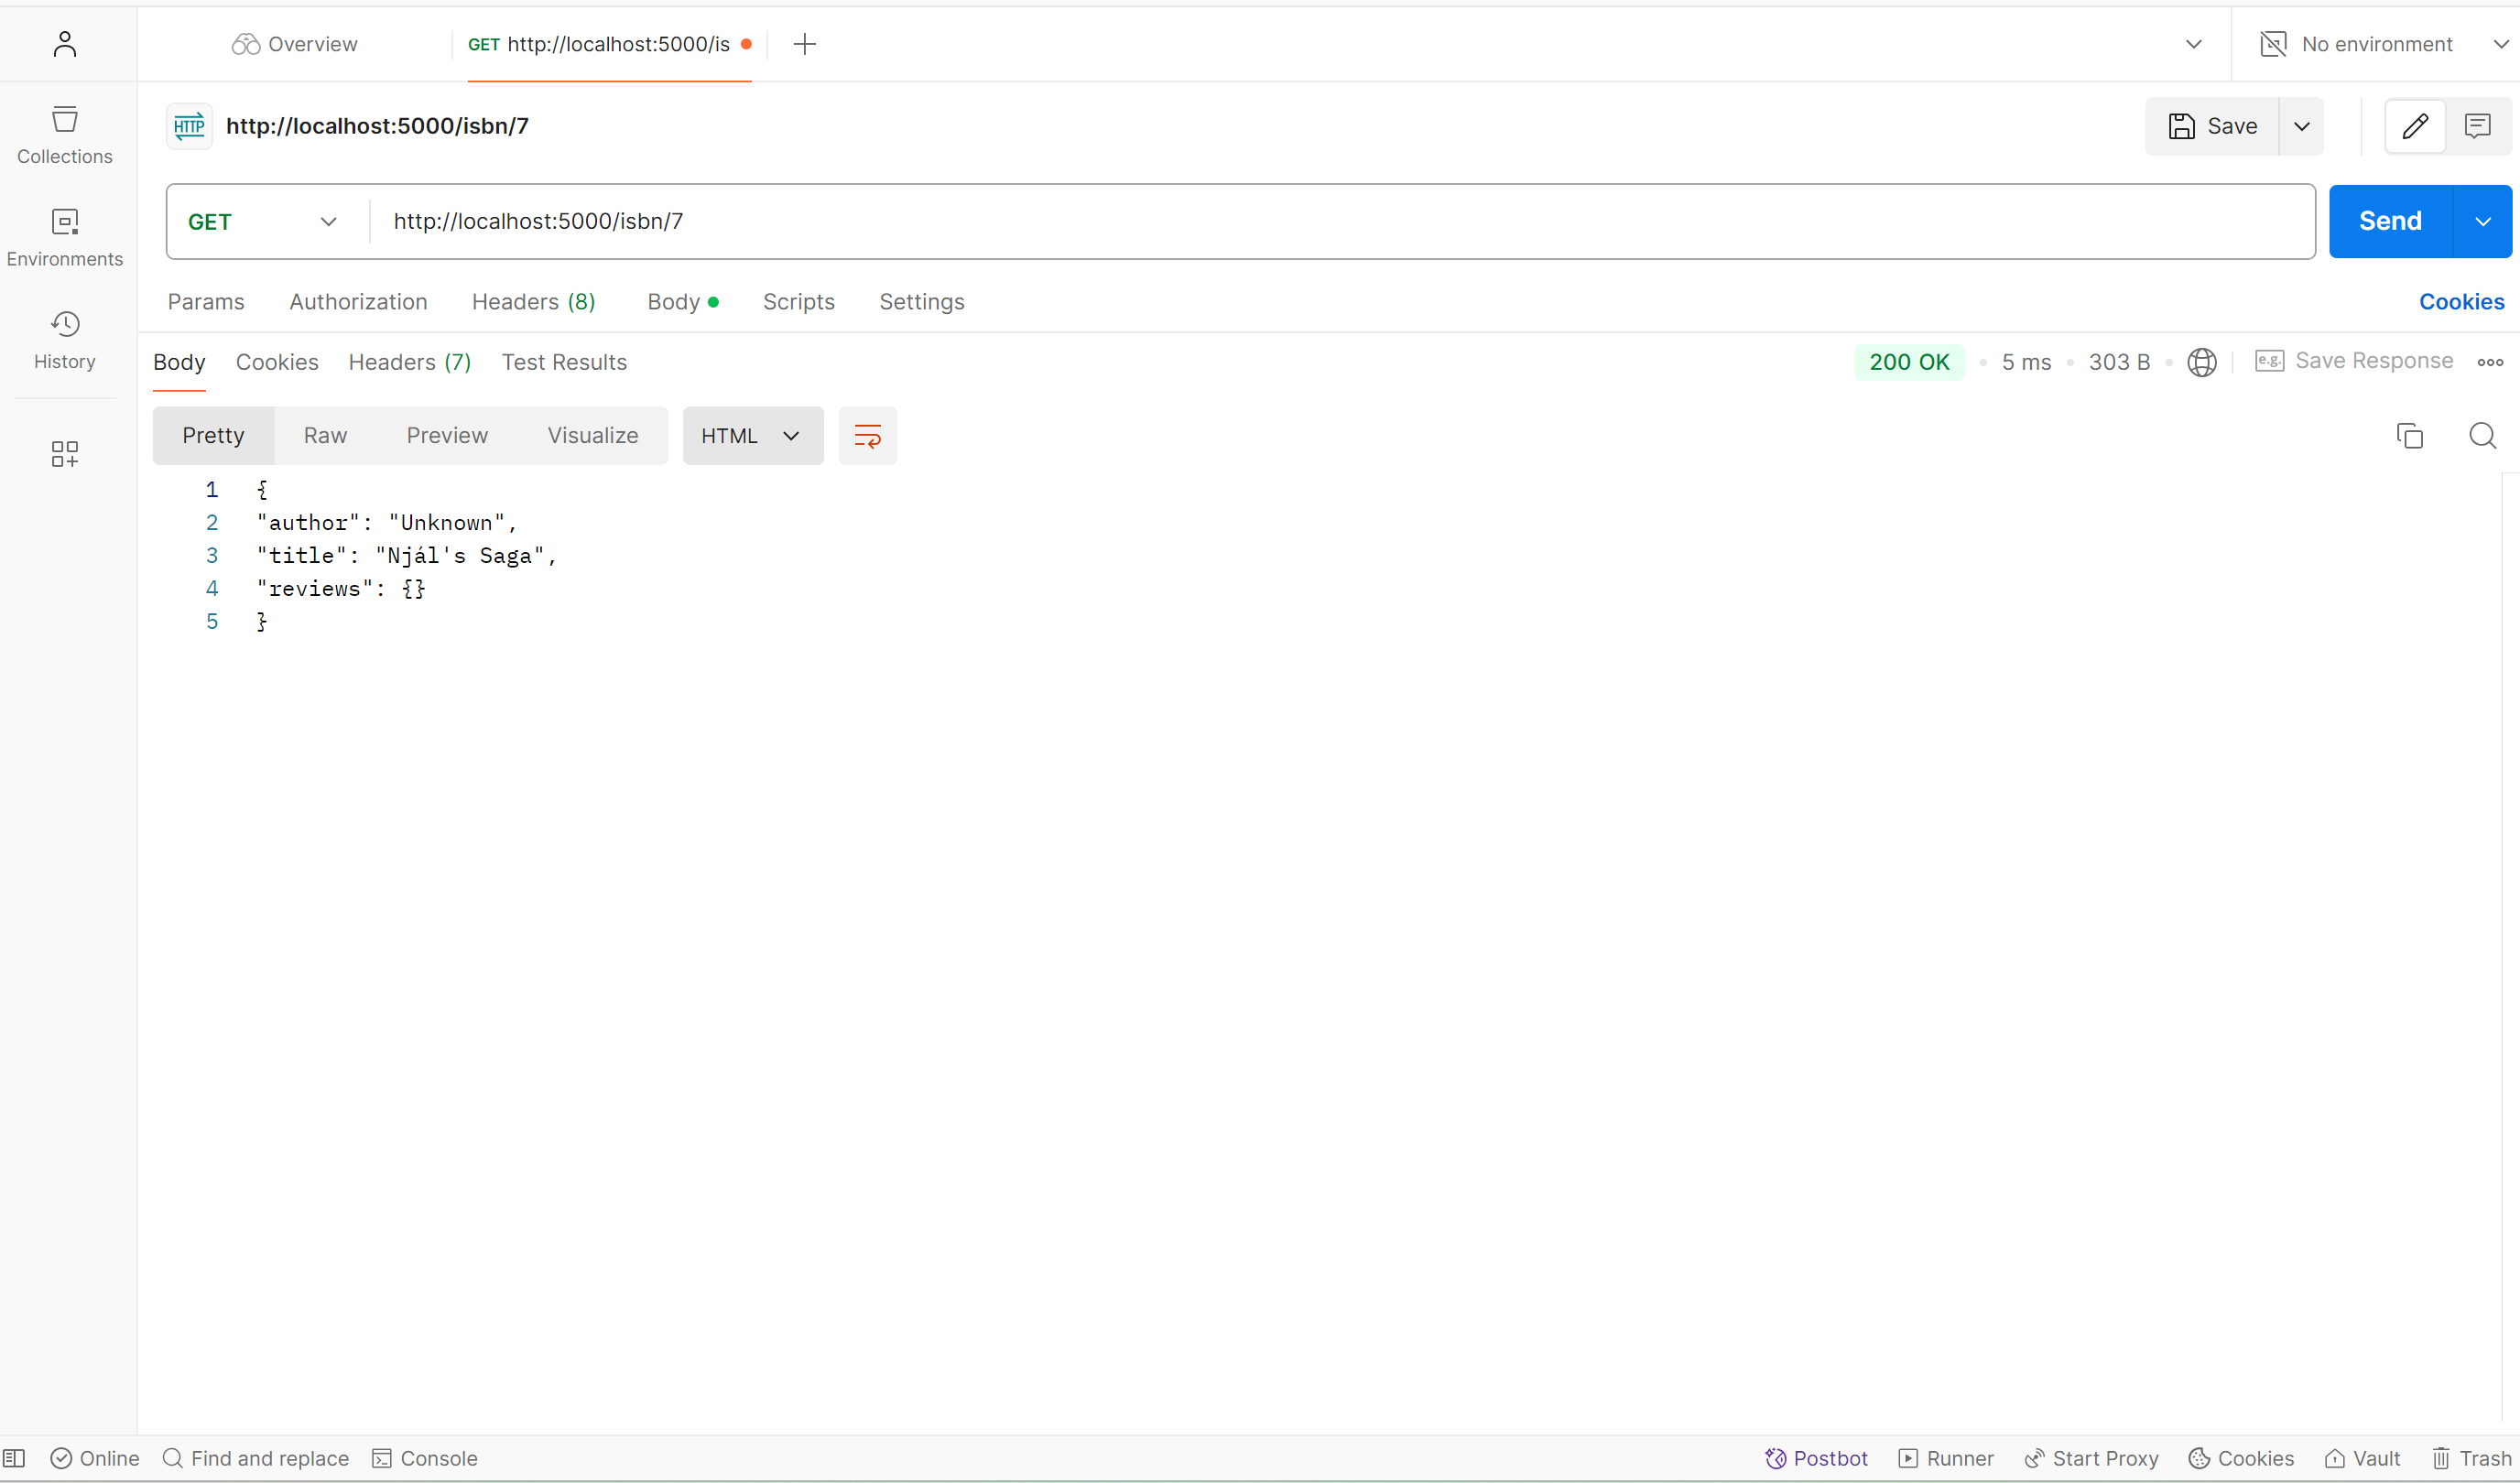 Overview
GET http://localhost:5000/is
No environment
HTTP http://localhost:5000/isbn/7
Save
Collections
GET http://localhost:5000/isbn/7
Send
Environments
Params Authorization Headers (8) Body Scripts Settings
Cookies
History
Body Cookies Headers (7) Test Results
200 OK 5 ms 303 B e.g. Save Response
Pretty Raw Preview Visualize HTML
1 {
2 "author": "Unknown",
3 "title": "Njál's Saga",
4 "reviews": {}
5 }
Online Find and replace Console
Postbot Runner Start Proxy Cookies Vault Trash